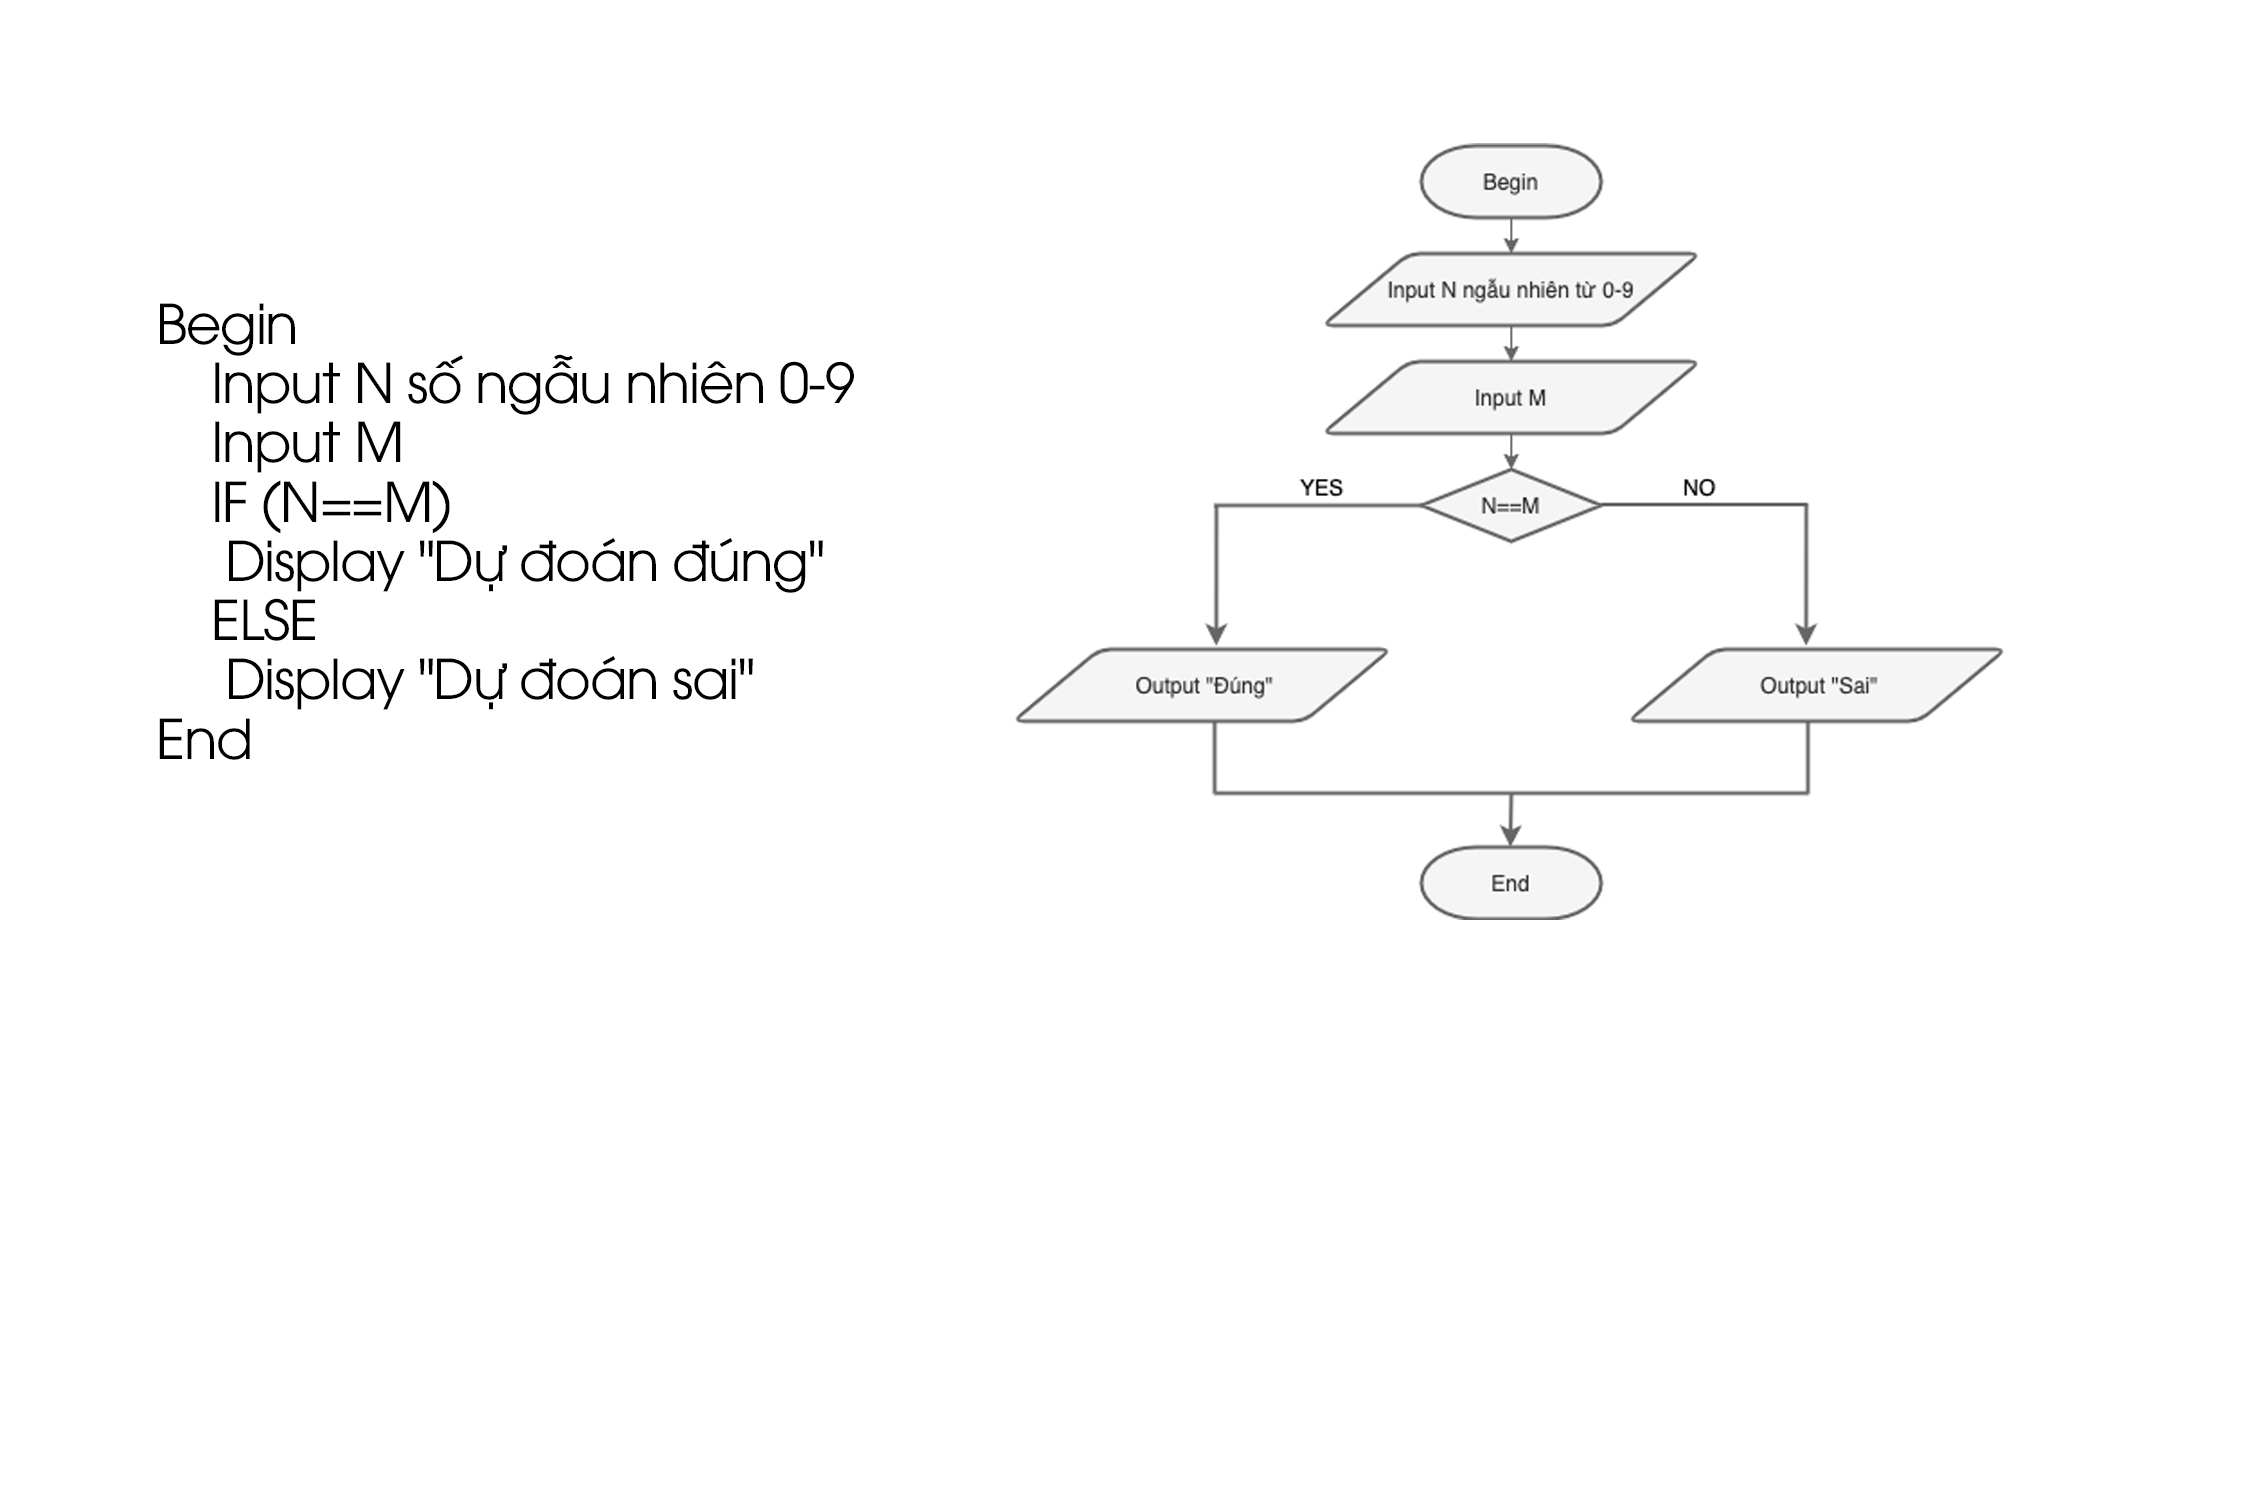 Begin
Input N số ngẫu nhiên 0-9
Input M
IF (N==M)
Display "Dự đoán đúng"
ELSE
Display "Dự đoán sai"
End
Begin
Input N ngẫu nhiên từ 0-9
Input M
YES
N==M
NO
Output "Đúng"
Output "Sai"
End